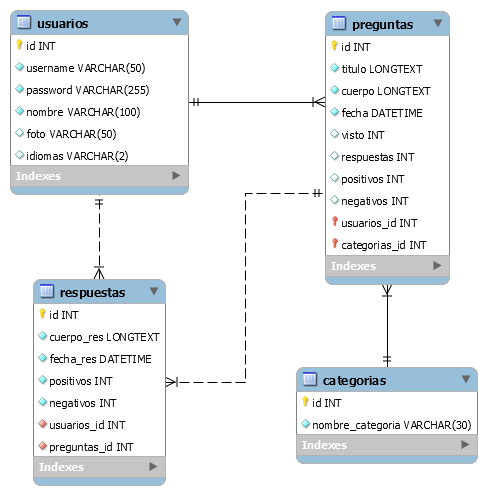 usuarios
id INT
username VARCHAR(50)
password VARCHAR(255)
nombre VARCHAR(100)
foto VARCHAR(50)
idiomas VARCHAR(2)
Indexes
preguntas
id INT
titulo LONGTEXT
cuerpo LONGTEXT
fecha DATETIME
visto INT
respuestas INT
positivos INT
negativos INT
usuarios_id INT
categorias_id INT
Indexes
respuestas
id INT
cuerpo_res LONGTEXT
fecha_res DATETIME
positivos INT
negativos INT
usuarios_id INT
preguntas_id INT
Indexes
categorias
id INT
nombre_categoria VARCHAR(30)
Indexes